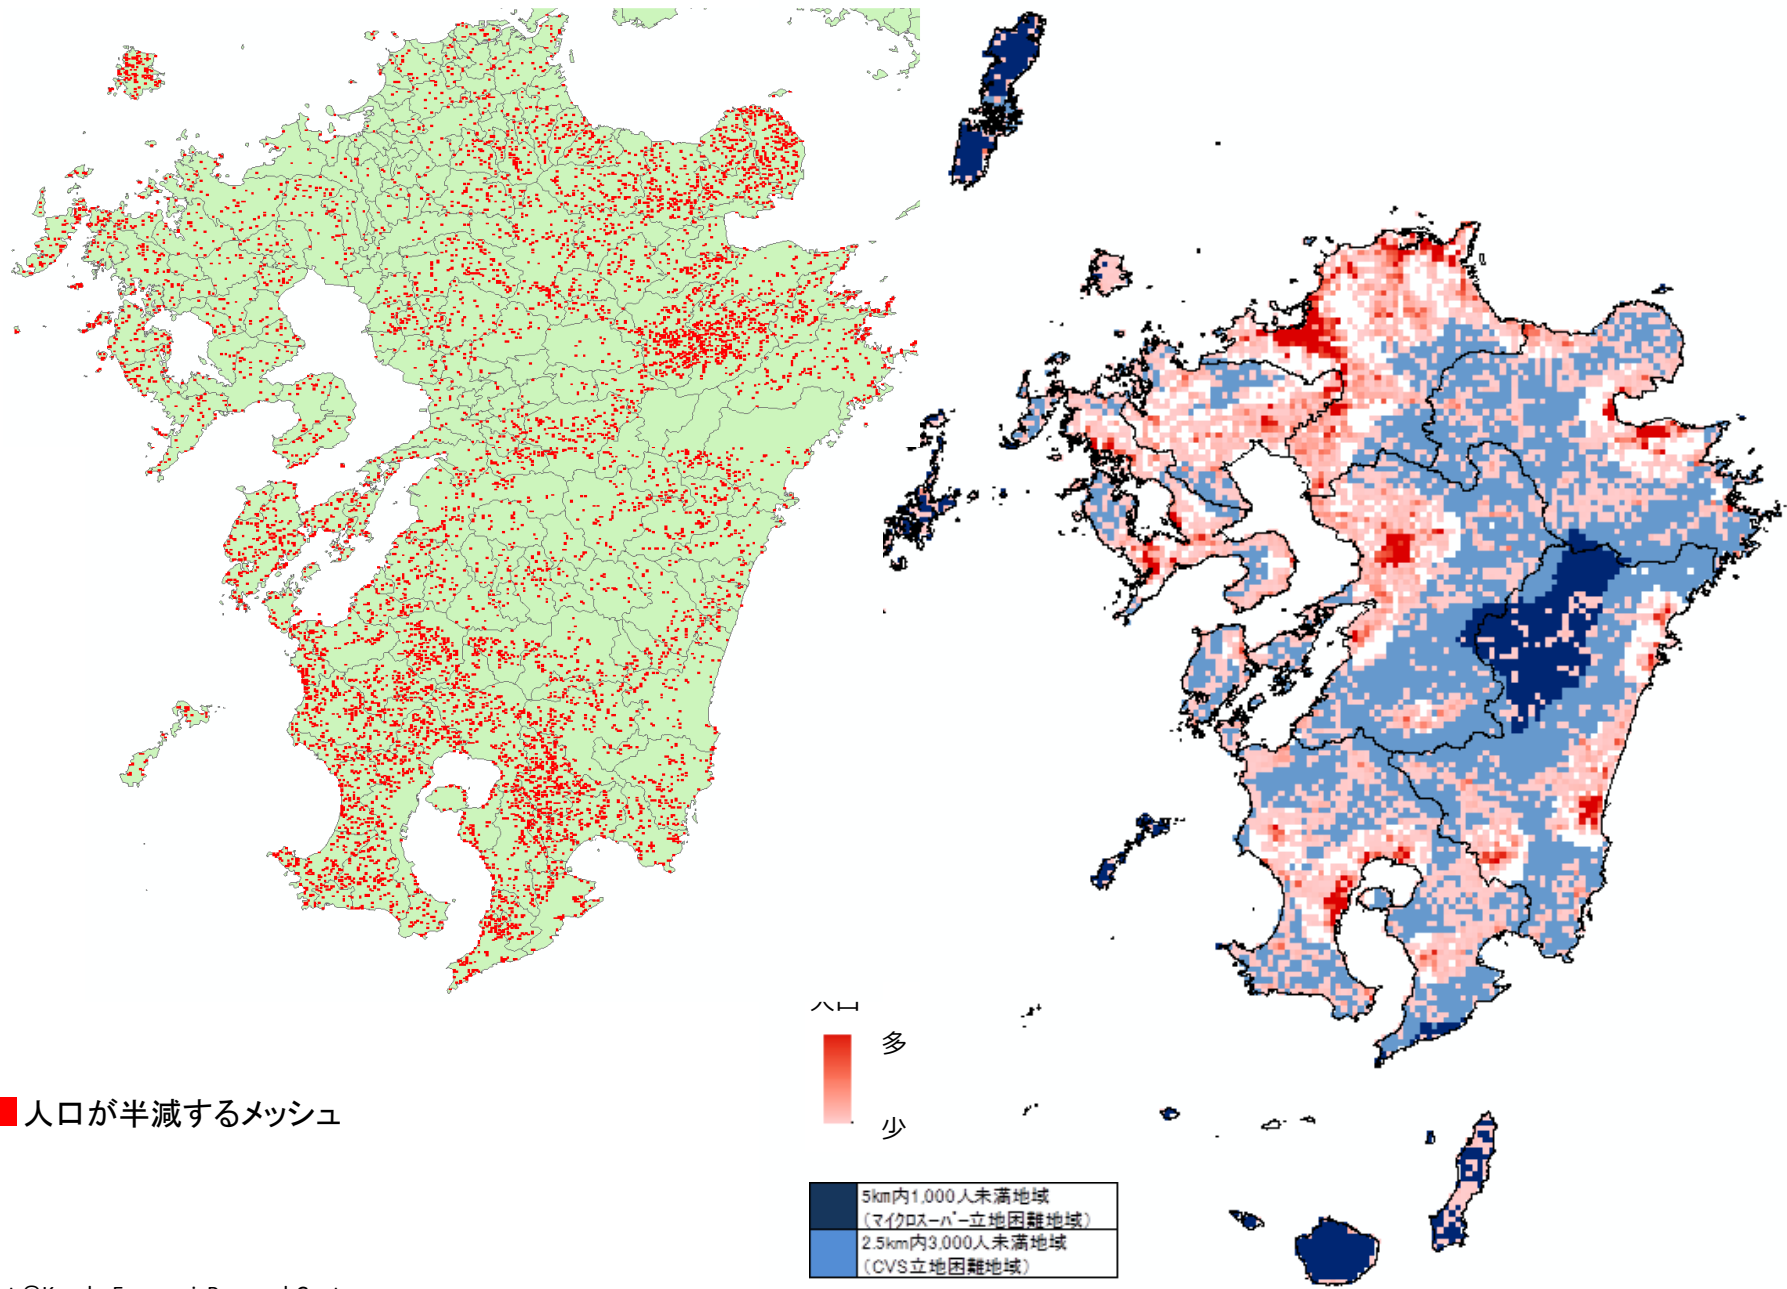 人口
多
少
■人口が半減するメッシュ
5km内1,000人未満地域
（マイクロスーパー立地困難地域）
2.5km内3,000人未満地域
（CVS立地困難地域）